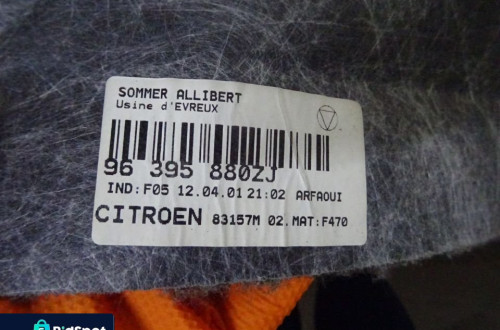 SOMMER ALLIBERT
Usine d'EVREUX
96 395 880ZJ
IND:F05 12.04.01 21:02 ARFAOUI
CITROEN 83157M 02.MAT:F470
BidSpot